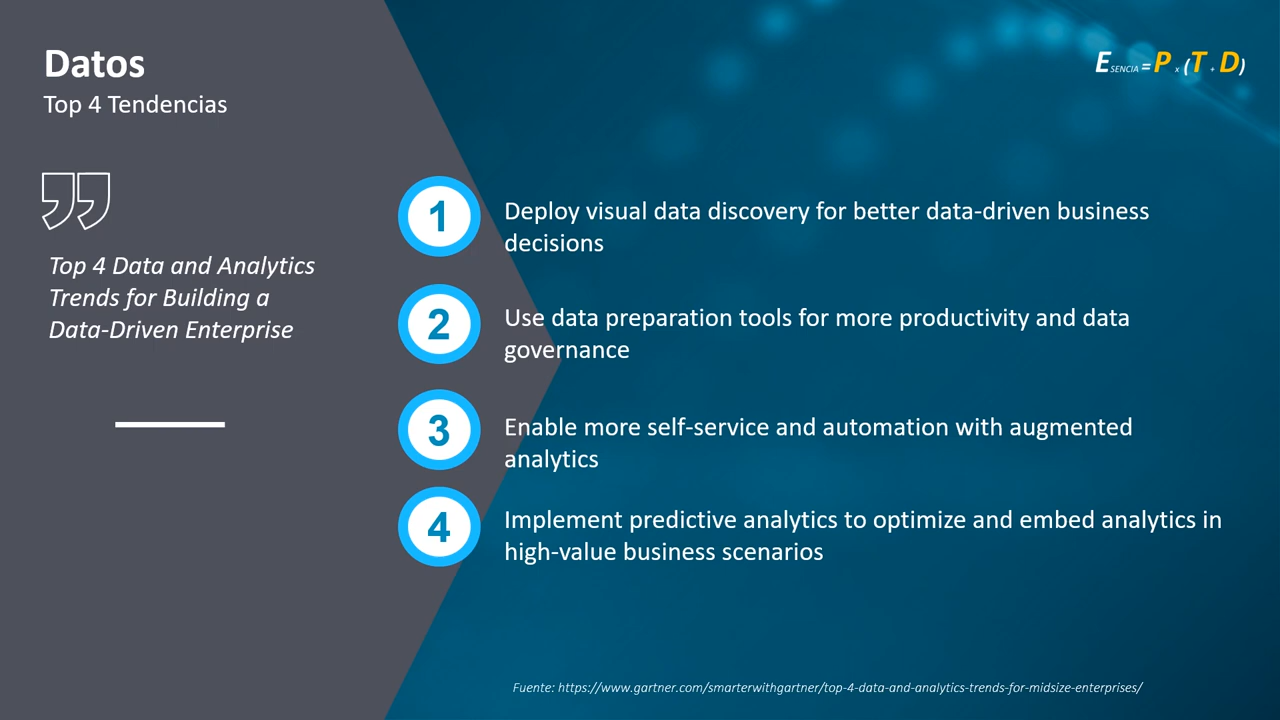 Datos
Top 4 Tendencias
ESENCIA = P x (T + D)
Top 4 Data and Analytics
Trends for Building a
Data-Driven Enterprise
1
Deploy visual data discovery for better data-driven business
decisions
2
Use data preparation tools for more productivity and data
governance
3
Enable more self-service and automation with augmented
analytics
4
Implement predictive analytics to optimize and embed analytics in
high-value business scenarios
Fuente: https://www.gartner.com/smarterwithgartner/top-4-data-and-analytics-trends-for-midsize-enterprises/